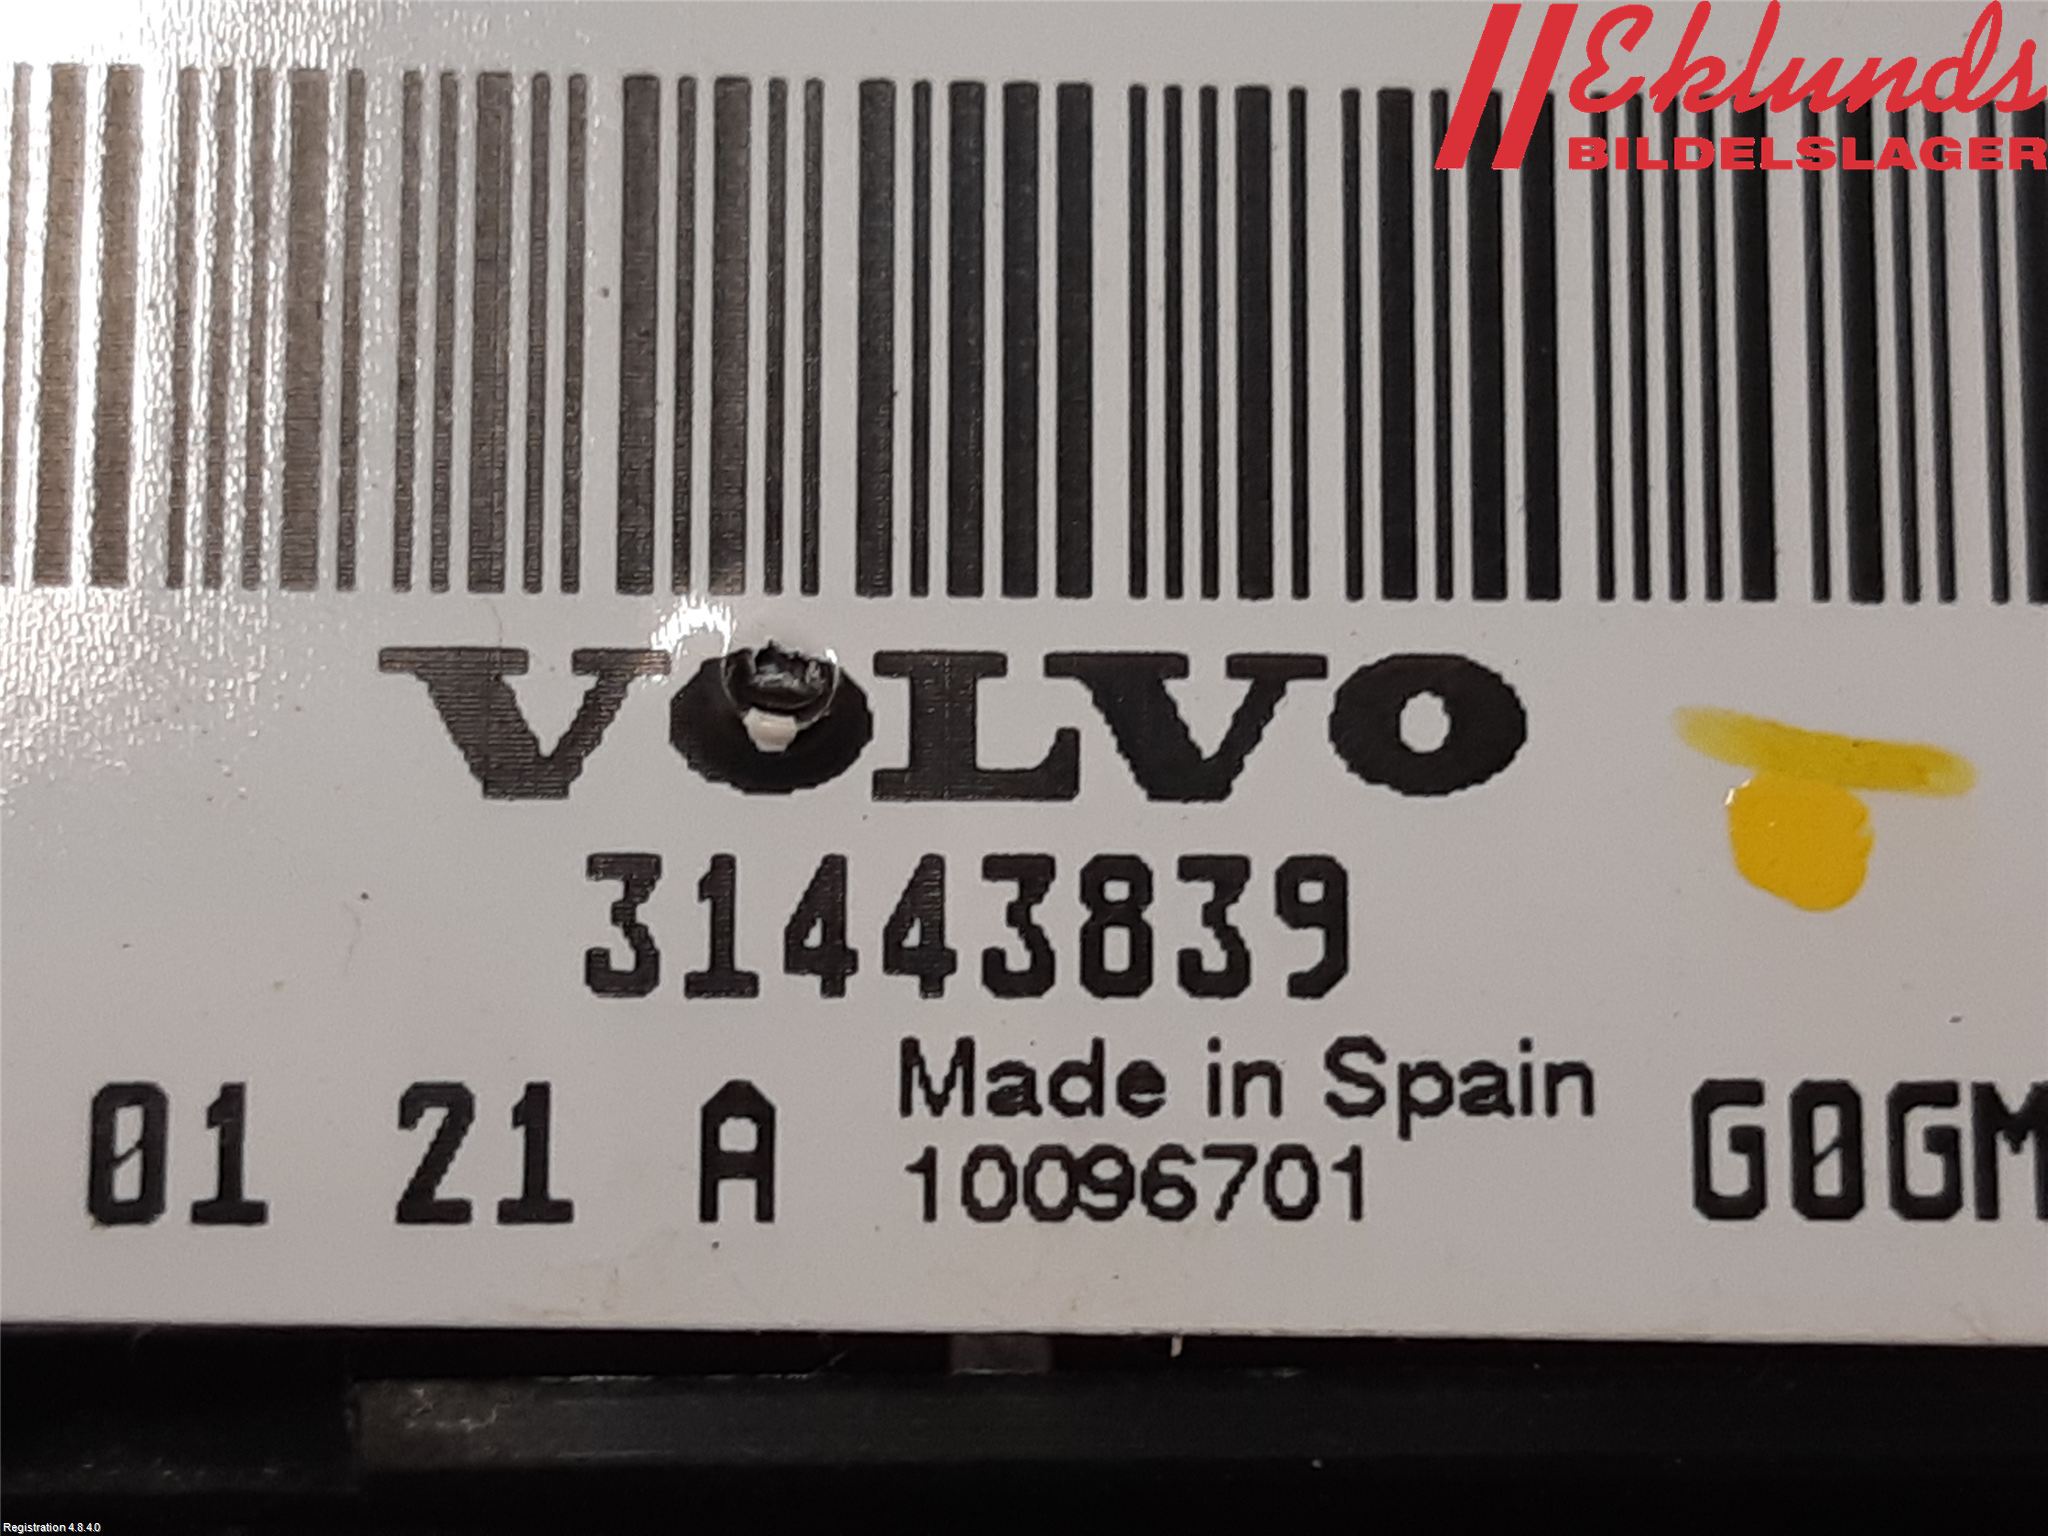 Eklunds
BILDELSLAGER
VOLVO
31443839
Made in Spain
01 21 A 10096701 G0GM
Registration 4.8.4.0